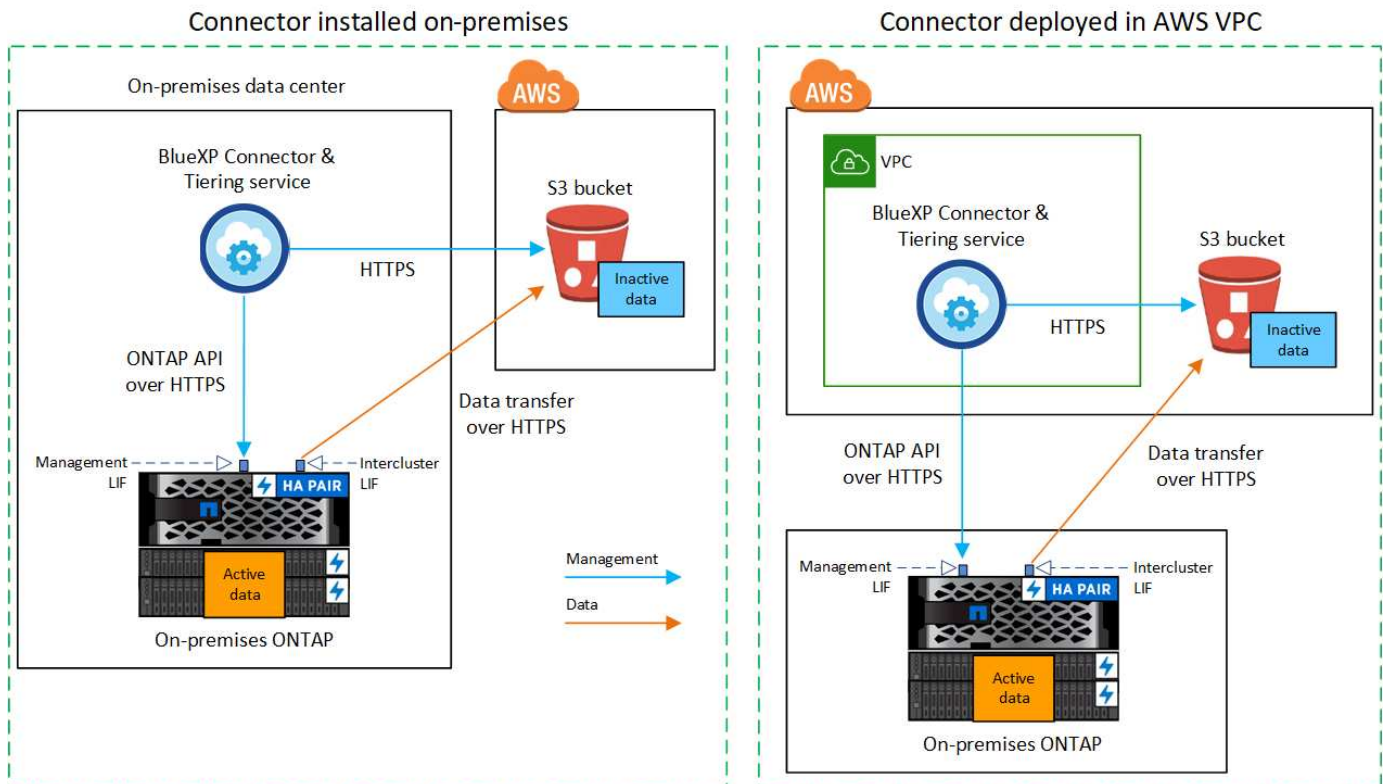 Connector installed on-premises
On-premises data center
AWS
BlueXP Connector &
Tiering service
S3 bucket
HTTPS
Inactive
data
ONTAP API
over HTTPS
Data transfer
over HTTPS
Management
LIF
Intercluster
LIF
HA PAIR
Active
data
On-premises ONTAP
Management
Data
Connector deployed in AWS VPC
AWS
VPC
BlueXP Connector &
Tiering service
S3 bucket
HTTPS
Inactive
data
ONTAP API
over HTTPS
Data transfer
over HTTPS
Management
LIF
Intercluster
LIF
HA PAIR
Active
data
On-premises ONTAP